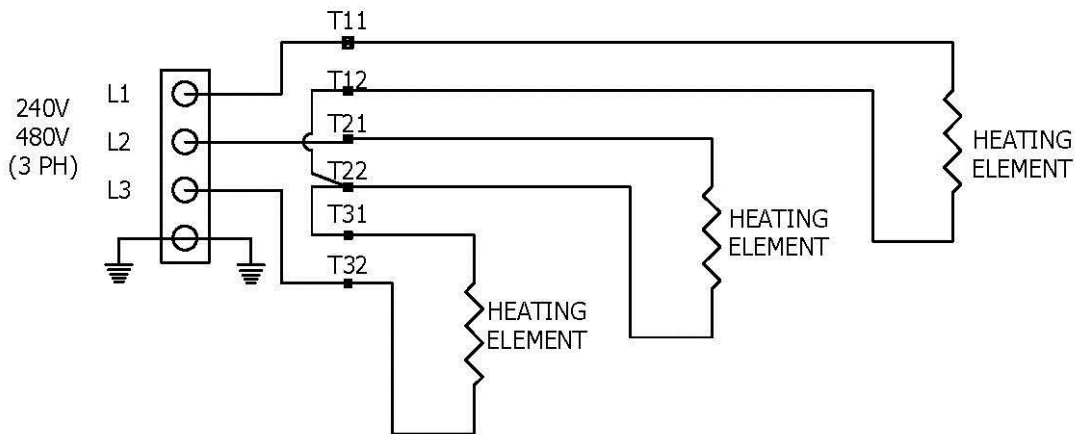 T11
L1
T12
240V
480V
(3 PH)
L2
T21
HEATING
ELEMENT
L3
T22
T31
HEATING
ELEMENT
T32
HEATING
ELEMENT